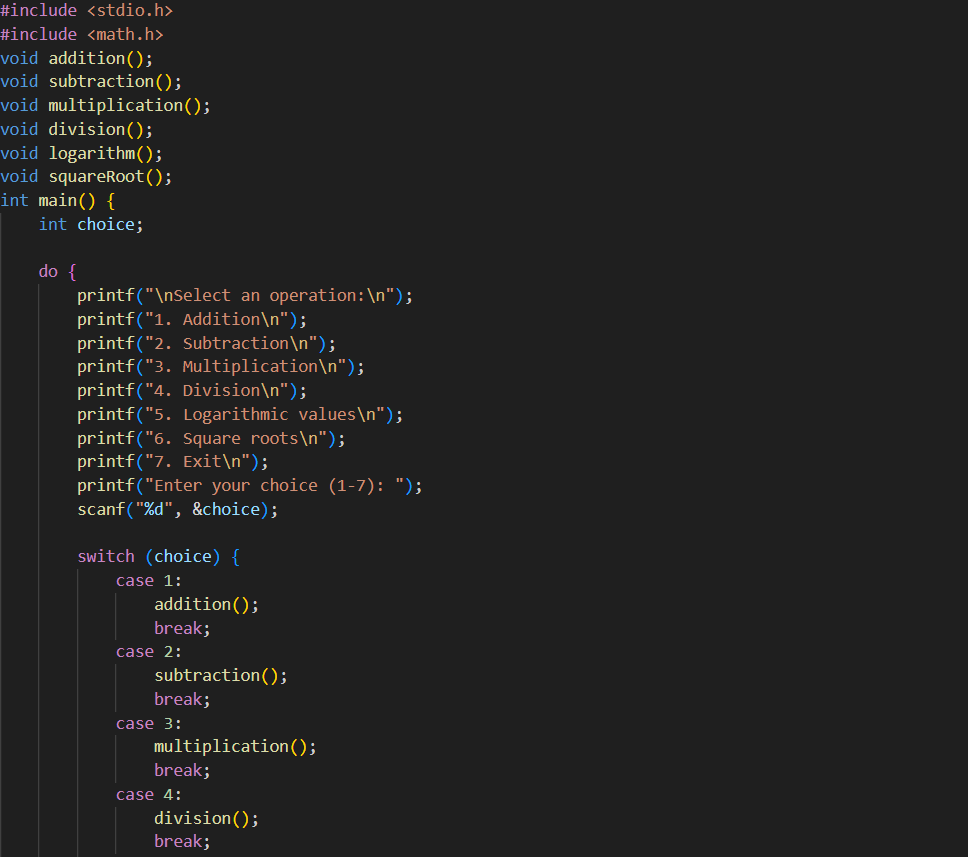 #include <stdio.h>
#include <math.h>
void addition();
void subtraction();
void multiplication();
void division();
void logarithm();
void squareRoot();
int main() {
    int choice;

    do {
        printf("\nSelect an operation:\n");
        printf("1. Addition\n");
        printf("2. Subtraction\n");
        printf("3. Multiplication\n");
        printf("4. Division\n");
        printf("5. Logarithmic values\n");
        printf("6. Square roots\n");
        printf("7. Exit\n");
        printf("Enter your choice (1-7): ");
        scanf("%d", &choice);

        switch (choice) {
            case 1:
                addition();
                break;
            case 2:
                subtraction();
                break;
            case 3:
                multiplication();
                break;
            case 4:
                division();
                break;